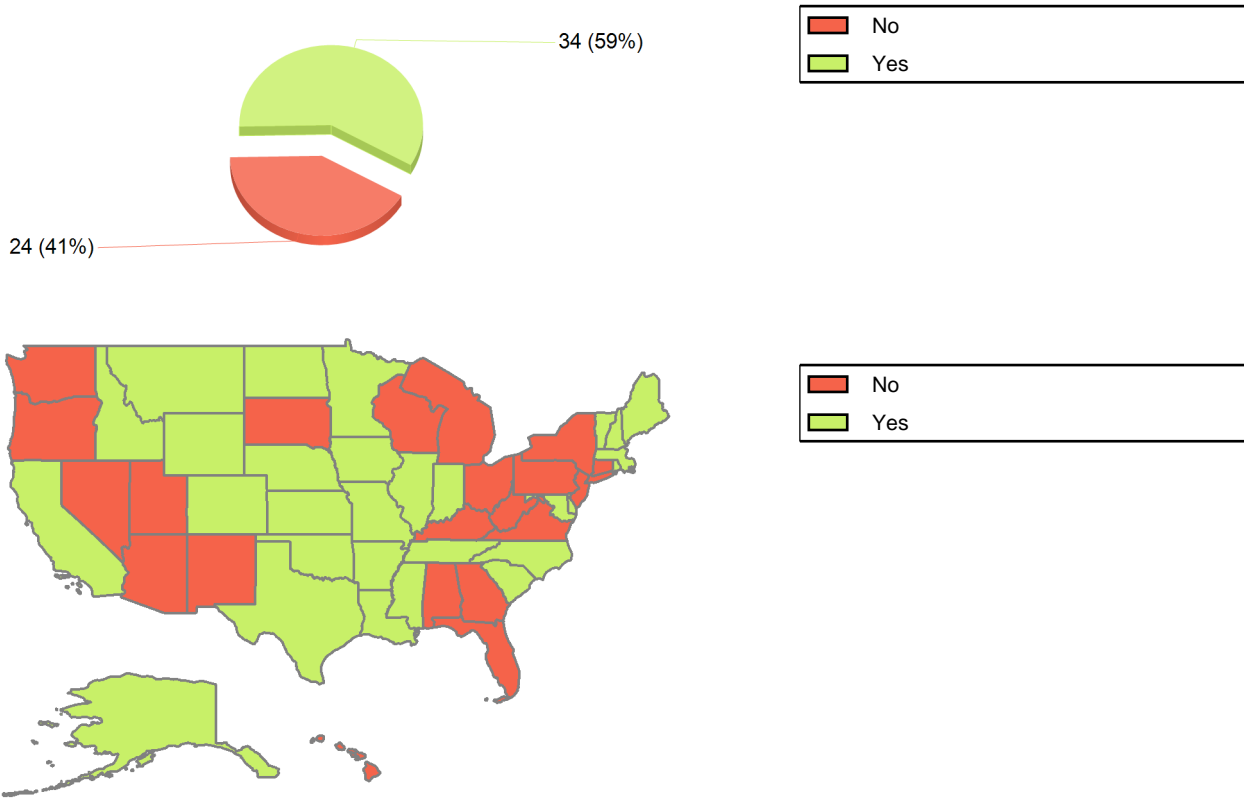 34 (59%)
24 (41%)
No
Yes
No
Yes